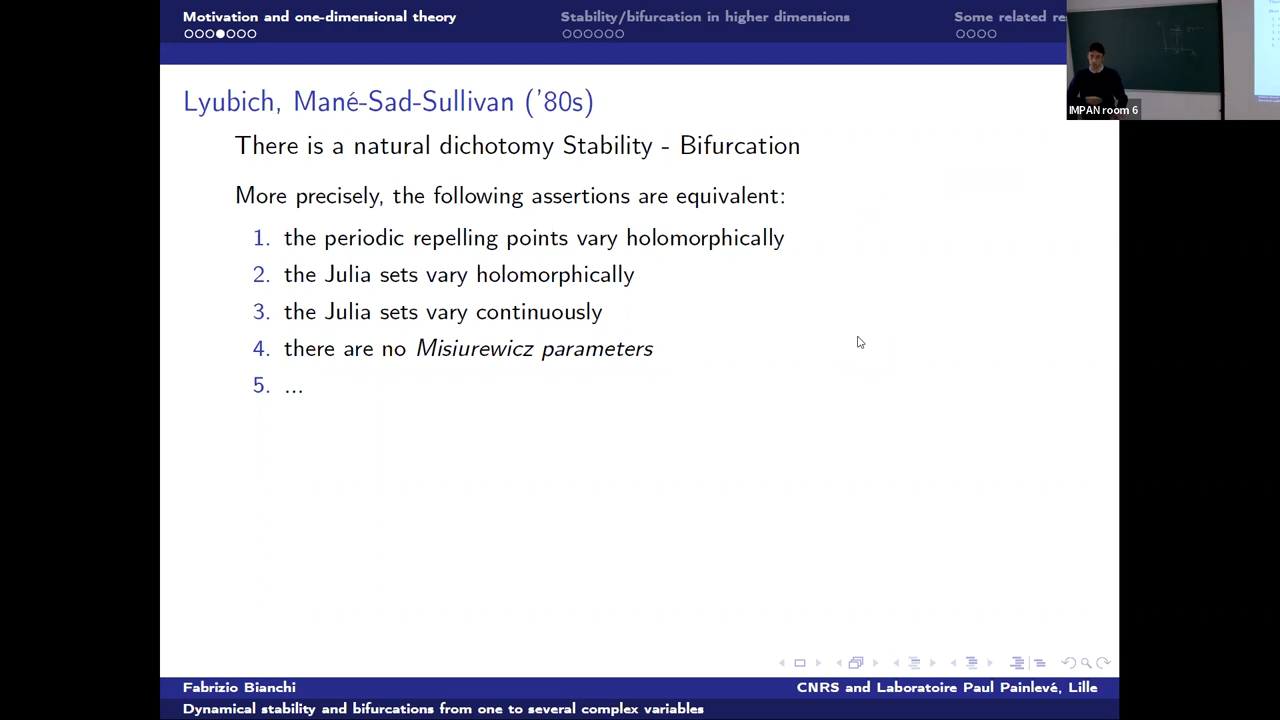 Motivation and one-dimensional theory
Stability/bifurcation in higher dimensions
Some related re
Lyubich, Mané-Sad-Sullivan ('80s)
There is a natural dichotomy Stability - Bifurcation
More precisely, the following assertions are equivalent:
1. the periodic repelling points vary holomorphically
2. the Julia sets vary holomorphically
3. the Julia sets vary continuously
4. there are no Misiurewicz parameters
5. ...
IMPAN room 6
Fabrizio Bianchi
CNRS and Laboratoire Paul Painlevé, Lille
Dynamical stability and bifurcations from one to several complex variables